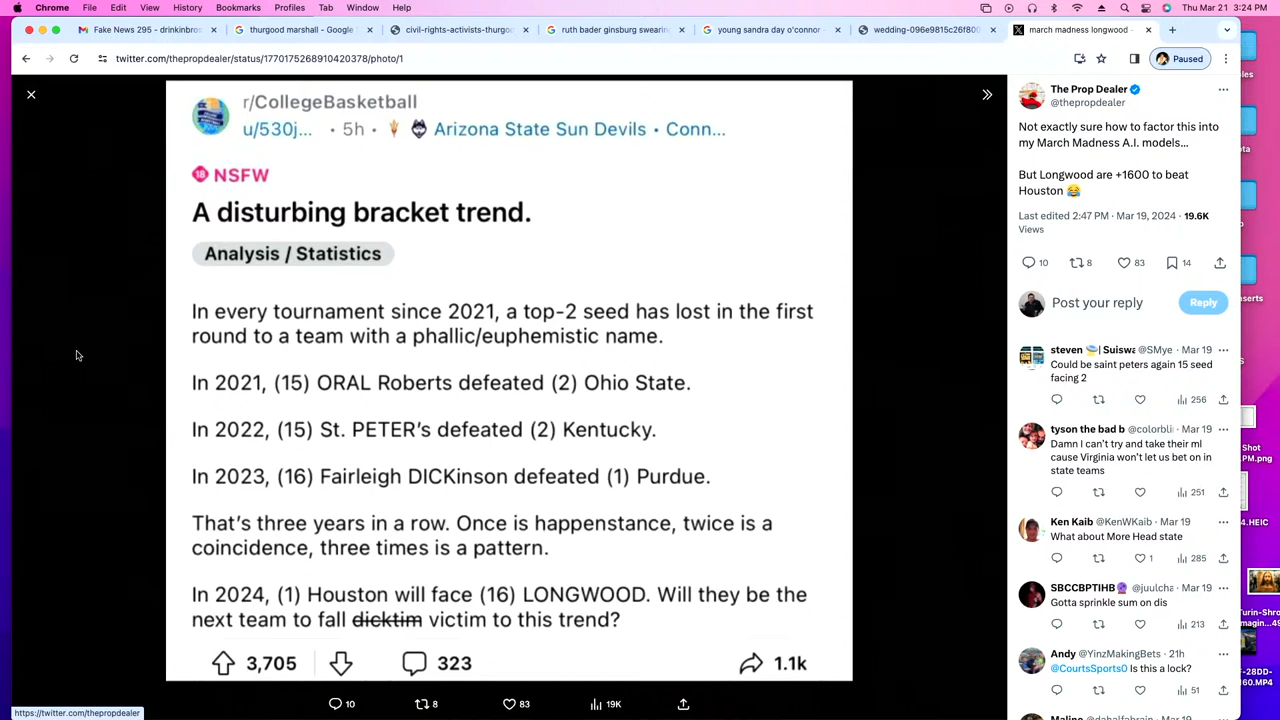 Chrome File Edit View History Bookmarks Profiles Tab Window Help
Thu Mar 21 3:24 PM
Fake News 295 - drinkinbros
thurgood marshall - Google
civil-rights-activists-thurgoo
ruth bader ginsburg swearin
young sandra day o'connor
wedding-096e9815c26f800
march madness longwood -
twitter.com/thepropdealer/status/1770175268910420378/photo/1
Paused
r/CollegeBasketball
u/530j... • 5h • Arizona State Sun Devils • Conn...
18 NSFW
A disturbing bracket trend.
Analysis / Statistics
In every tournament since 2021, a top-2 seed has lost in the first
round to a team with a phallic/euphemistic name.
In 2021, (15) ORAL Roberts defeated (2) Ohio State.
In 2022, (15) St. PETER's defeated (2) Kentucky.
In 2023, (16) Fairleigh DICKinson defeated (1) Purdue.
That's three years in a row. Once is happenstance, twice is a
coincidence, three times is a pattern.
In 2024, (1) Houston will face (16) LONGWOOD. Will they be the
next team to fall dicktim victim to this trend?
3,705 323 1.1k
10 8 83 19K
https://twitter.com/thepropdealer
The Prop Dealer
@thepropdealer
Not exactly sure how to factor this into
my March Madness A.I. models...
But Longwood are +1600 to beat
Houston 😂
Last edited 2:47 PM · Mar 19, 2024 · 19.6K
Views
10 8 83 14
Post your reply Reply
steven | Suiswa @SMye · Mar 19
Could be saint peters again 15 seed
facing 2
256
tyson the bad b @colorbli · Mar 19
Damn I can't try and take their ml
cause Virginia won't let us bet on in
state teams
251
Ken Kaib @KenWKaib · Mar 19
What about More Head state
1 285
SBCCBPTIHB @juulcha · Mar 19
Gotta sprinkle sum on dis
213
Andy @YinzMakingBets · 21h
@CourtsSports0 Is this a lock?
51
Shot
PM.png
4.HEIC